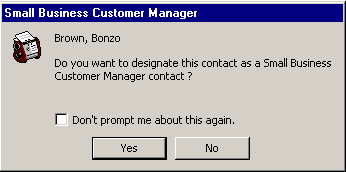 Small Business Customer Manager
Brown, Bonzo
Do you want to designate this contact as a Small Business
Customer Manager contact ?
Don't prompt me about this again.
Yes
No